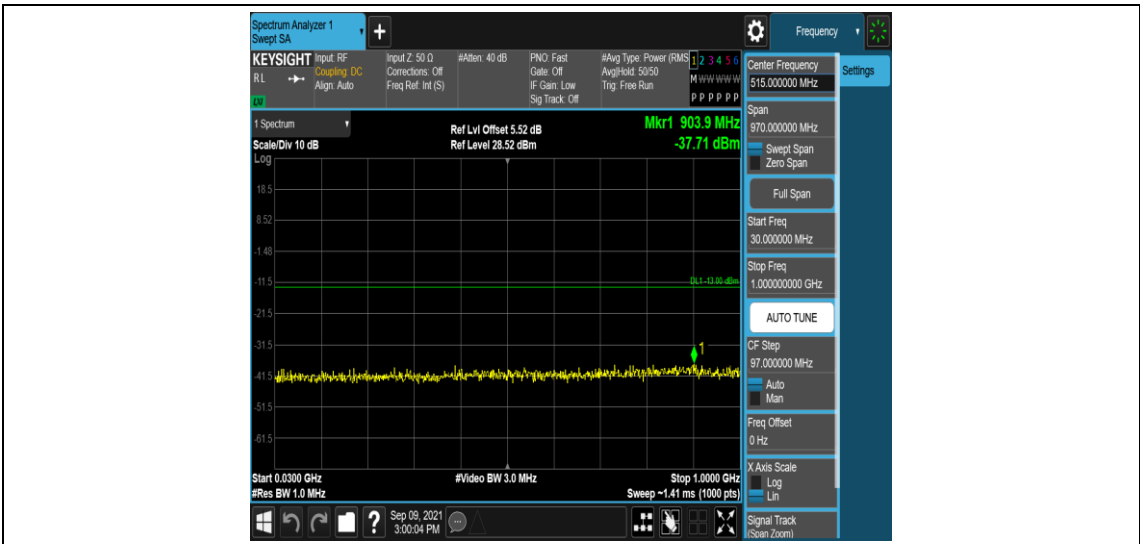 Spectrum Analyzer 1
Swept SA
Frequency
KEYSIGHT
RL
LW
Input: RF
Coupling: DC
Align: Auto
Input Z: 50 Ω
Corrections: Off
Freq Ref: Int (S)
#Atten: 40 dB
PNO: Fast
Gate: Off
IF Gain: Low
Sig Track: Off
#Avg Type: Power (RMS
Avg|Hold: 50/50
Trig: Free Run
1 2 3 4 5 6
M W W W W W
P P P P P P
1 Spectrum
Scale/Div 10 dB
Log
Ref Lvl Offset 5.52 dB
Ref Level 28.52 dBm
Mkr1 903.9 MHz
-37.71 dBm
18.5
8.52
-1.48
-11.5
DL1 -13.00 dBm
-21.5
-31.5
1
-41.5
-51.5
-61.5
Start 0.0300 GHz
#Res BW 1.0 MHz
#Video BW 3.0 MHz
Stop 1.0000 GHz
Sweep ~1.41 ms (1000 pts)
?
Sep 09, 2021
3:00:04 PM
Center Frequency
515.000000 MHz
Settings
Span
970.000000 MHz
Swept Span
Zero Span
Full Span
Start Freq
30.000000 MHz
Stop Freq
1.000000000 GHz
AUTO TUNE
CF Step
97.000000 MHz
Auto
Man
Freq Offset
0 Hz
X Axis Scale
Log
Lin
Signal Track
(Span Zoom)